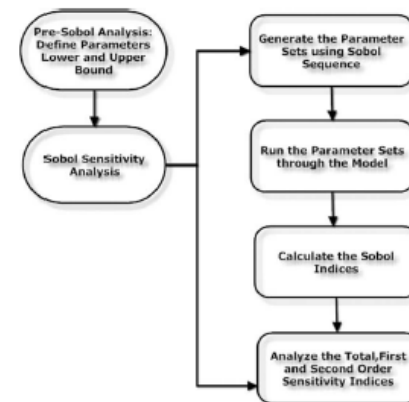 Pre-Sobol Analysis:
Define Parameters
Lower and Upper
Bound
Sobol Sensitivity
Analysis
Generate the Parameter
Sets using Sobol
Sequence
Run the Parameter Sets
through the Model
Calculate the Sobol
Indices
Analyze the Total,First
and Second Order
Sensitivity Indices